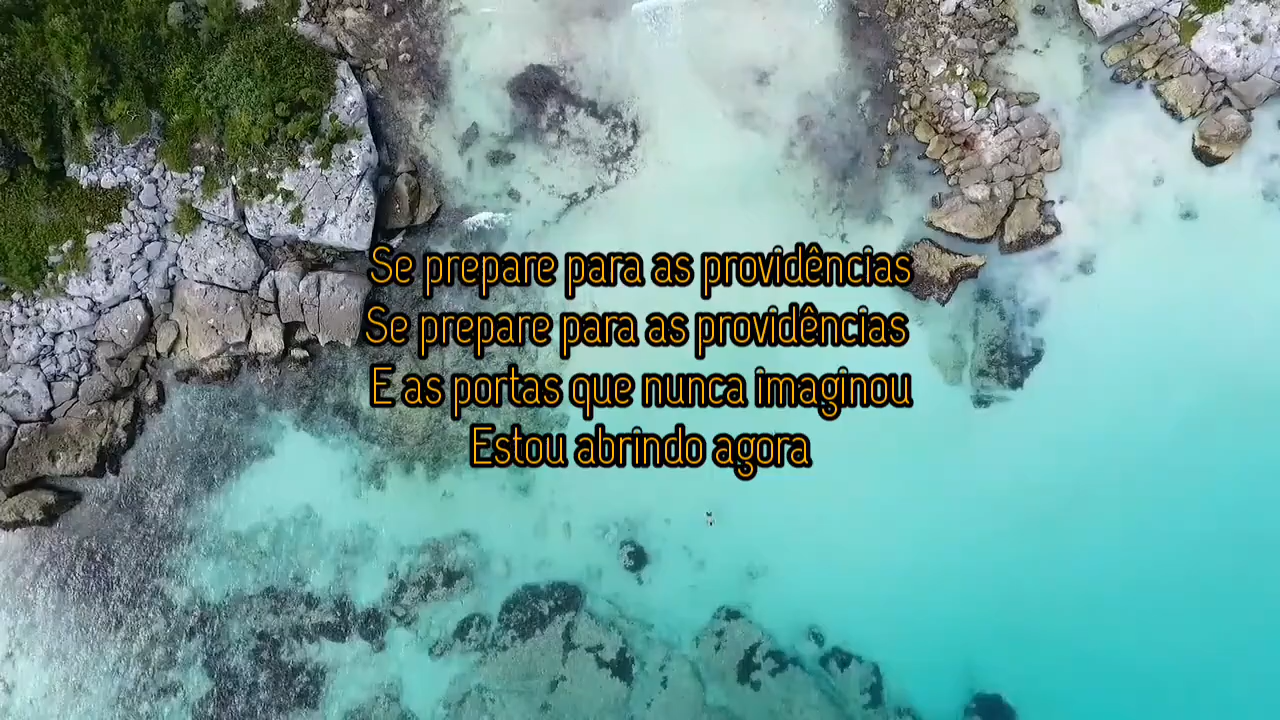 Se prepare para as providências
Se prepare para as providências
E as portas que nunca imaginou
Estou abrindo agora